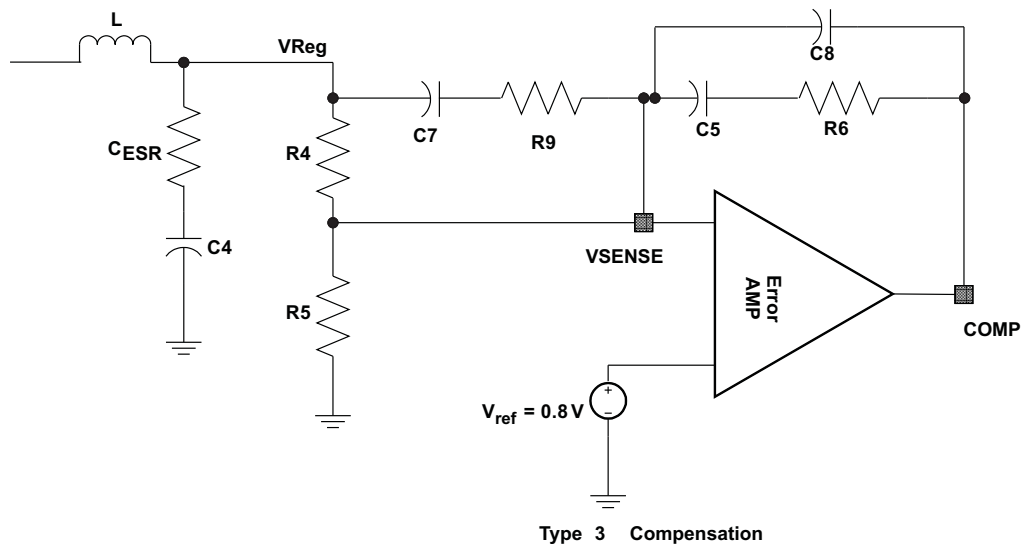 L
VReg
C8
C7
R9
C5
R6
CESR
R4
C4
VSENSE
R5
Error
AMP
COMP
+
Vref = 0.8V
−
Type 3 Compensation